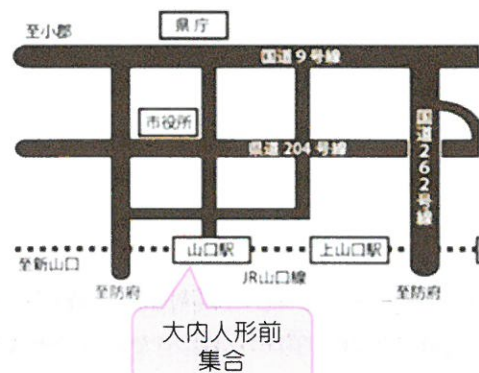 県庁
至小郡
国道9号線
市役所
県道204号線
国道262号線
山口駅
上山口駅
至新山口
JR山口線
至防府
至防府
大内人形前
集合